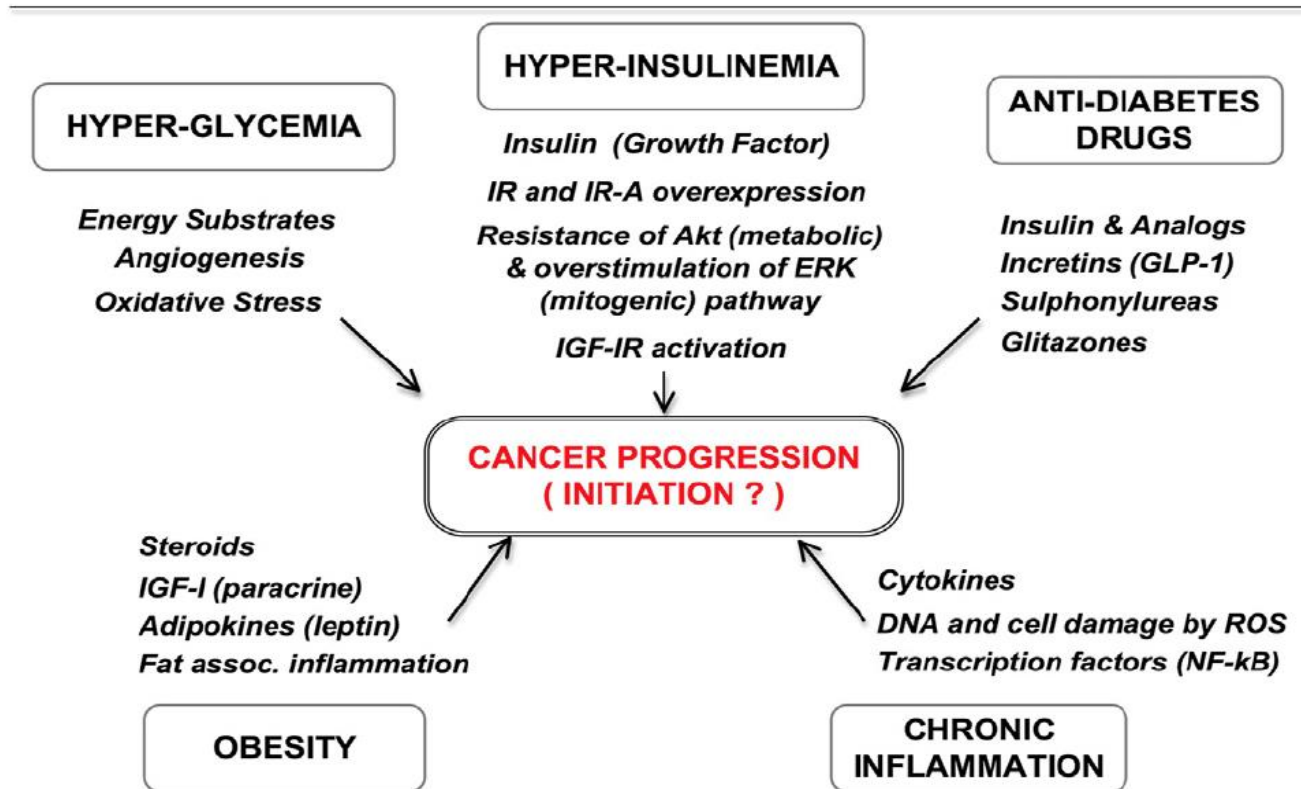 HYPER-GLYCEMIA
Energy Substrates
Angiogenesis
Oxidative Stress
HYPER-INSULINEMIA
Insulin (Growth Factor)
IR and IR-A overexpression
Resistance of Akt (metabolic)
& overstimulation of ERK
(mitogenic) pathway
IGF-IR activation
ANTI-DIABETES
DRUGS
Insulin & Analogs
Incretins (GLP-1)
Sulphonylureas
Glitazones
CANCER PROGRESSION
( INITIATION ? )
Steroids
IGF-I (paracrine)
Adipokines (leptin)
Fat assoc. inflammation
OBESITY
Cytokines
DNA and cell damage by ROS
Transcription factors (NF-kB)
CHRONIC
INFLAMMATION